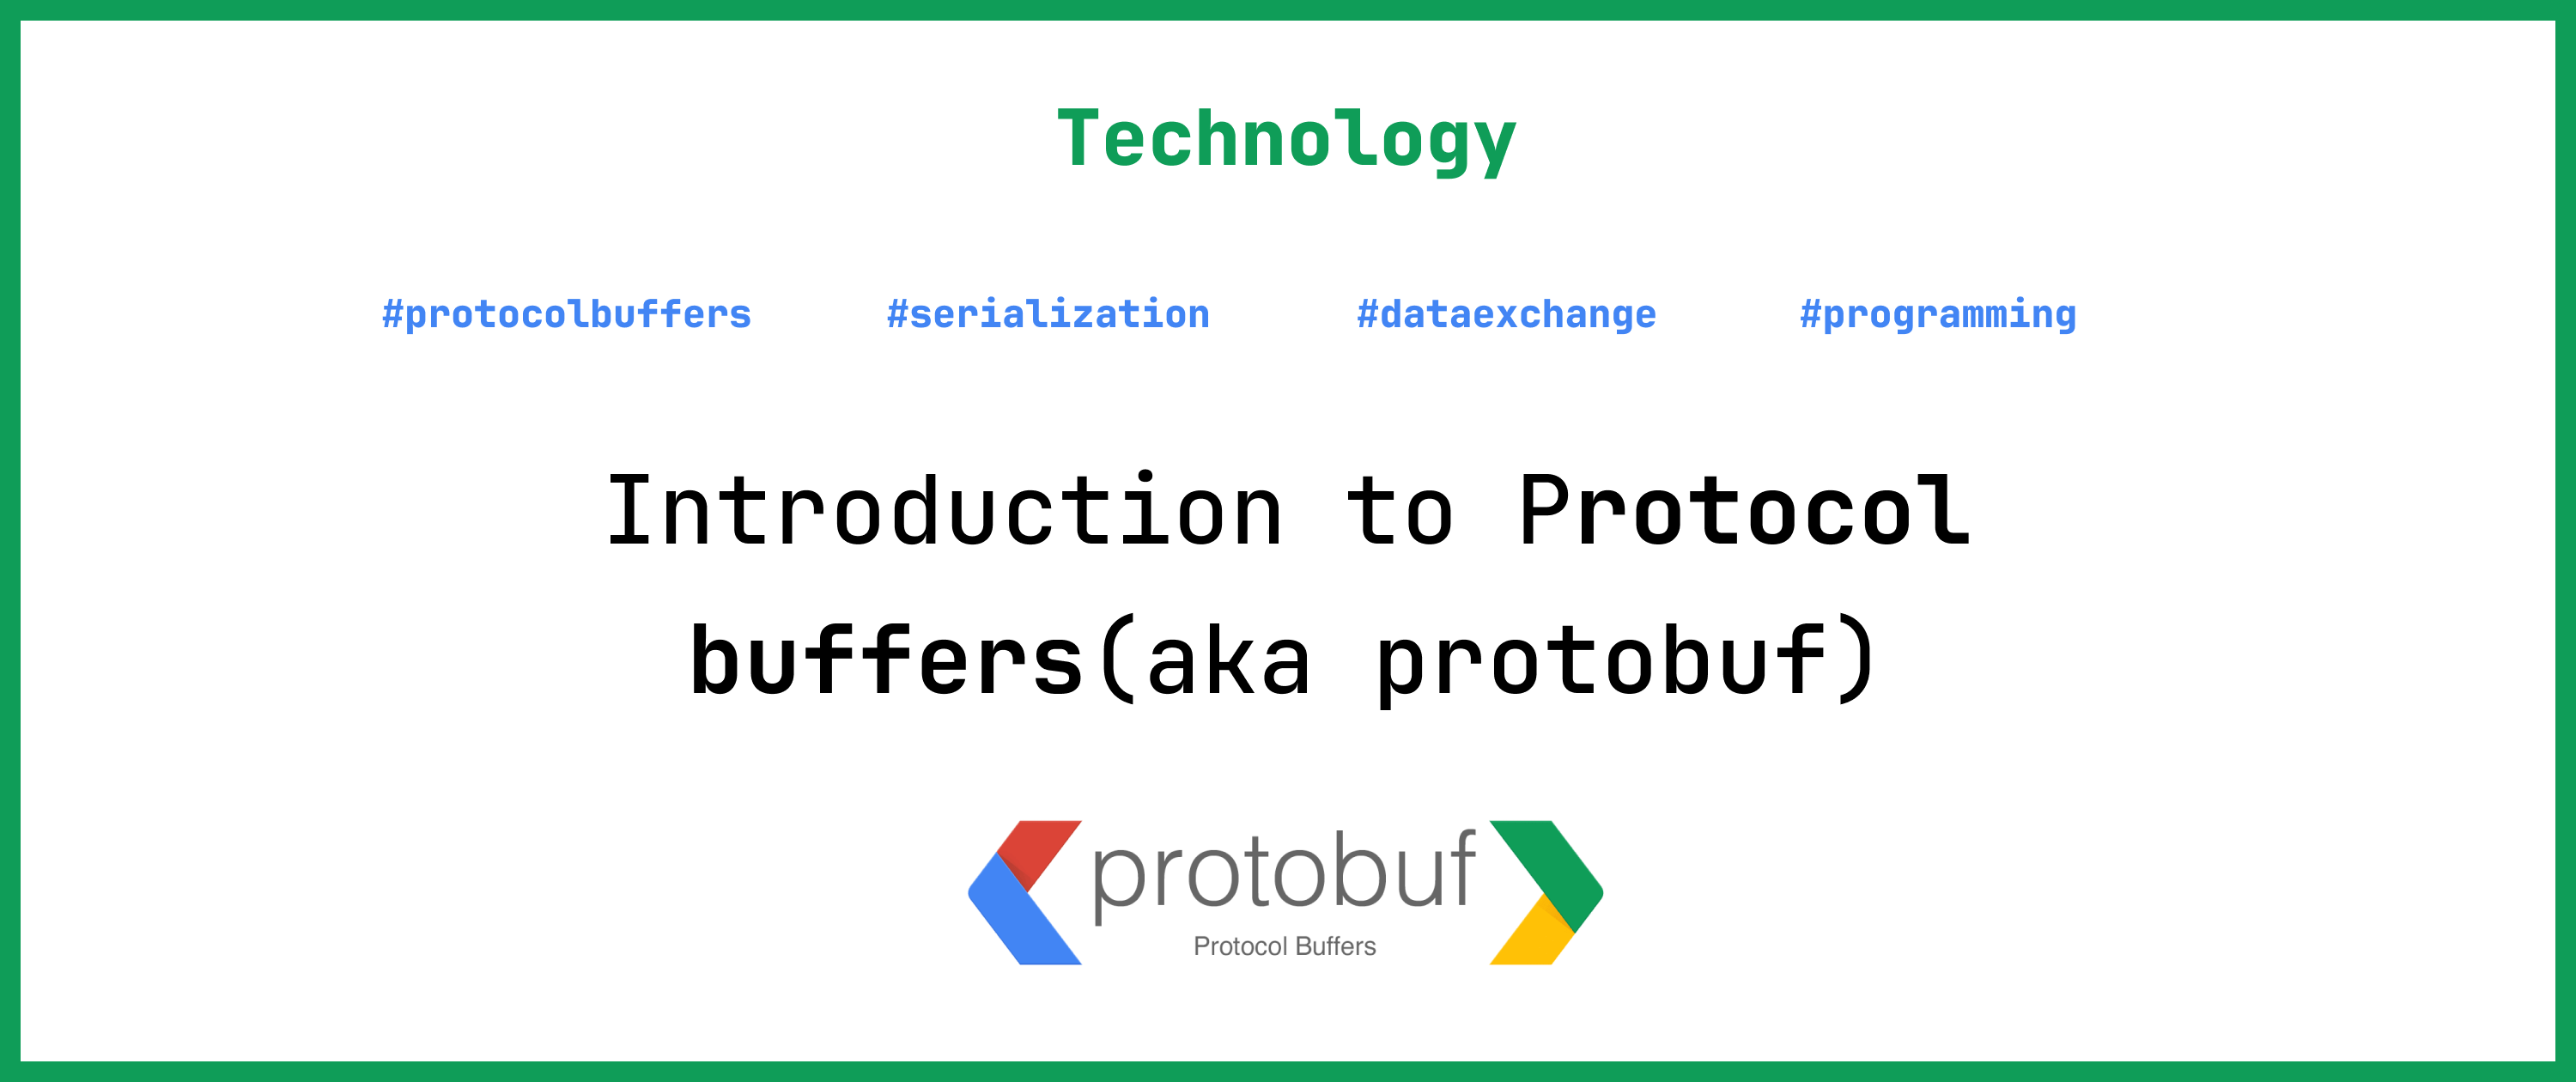 Technology
#protocolbuffers #serialization #dataexchange #programming
Introduction to Protocol
buffers(aka protobuf)
protobuf
Protocol Buffers